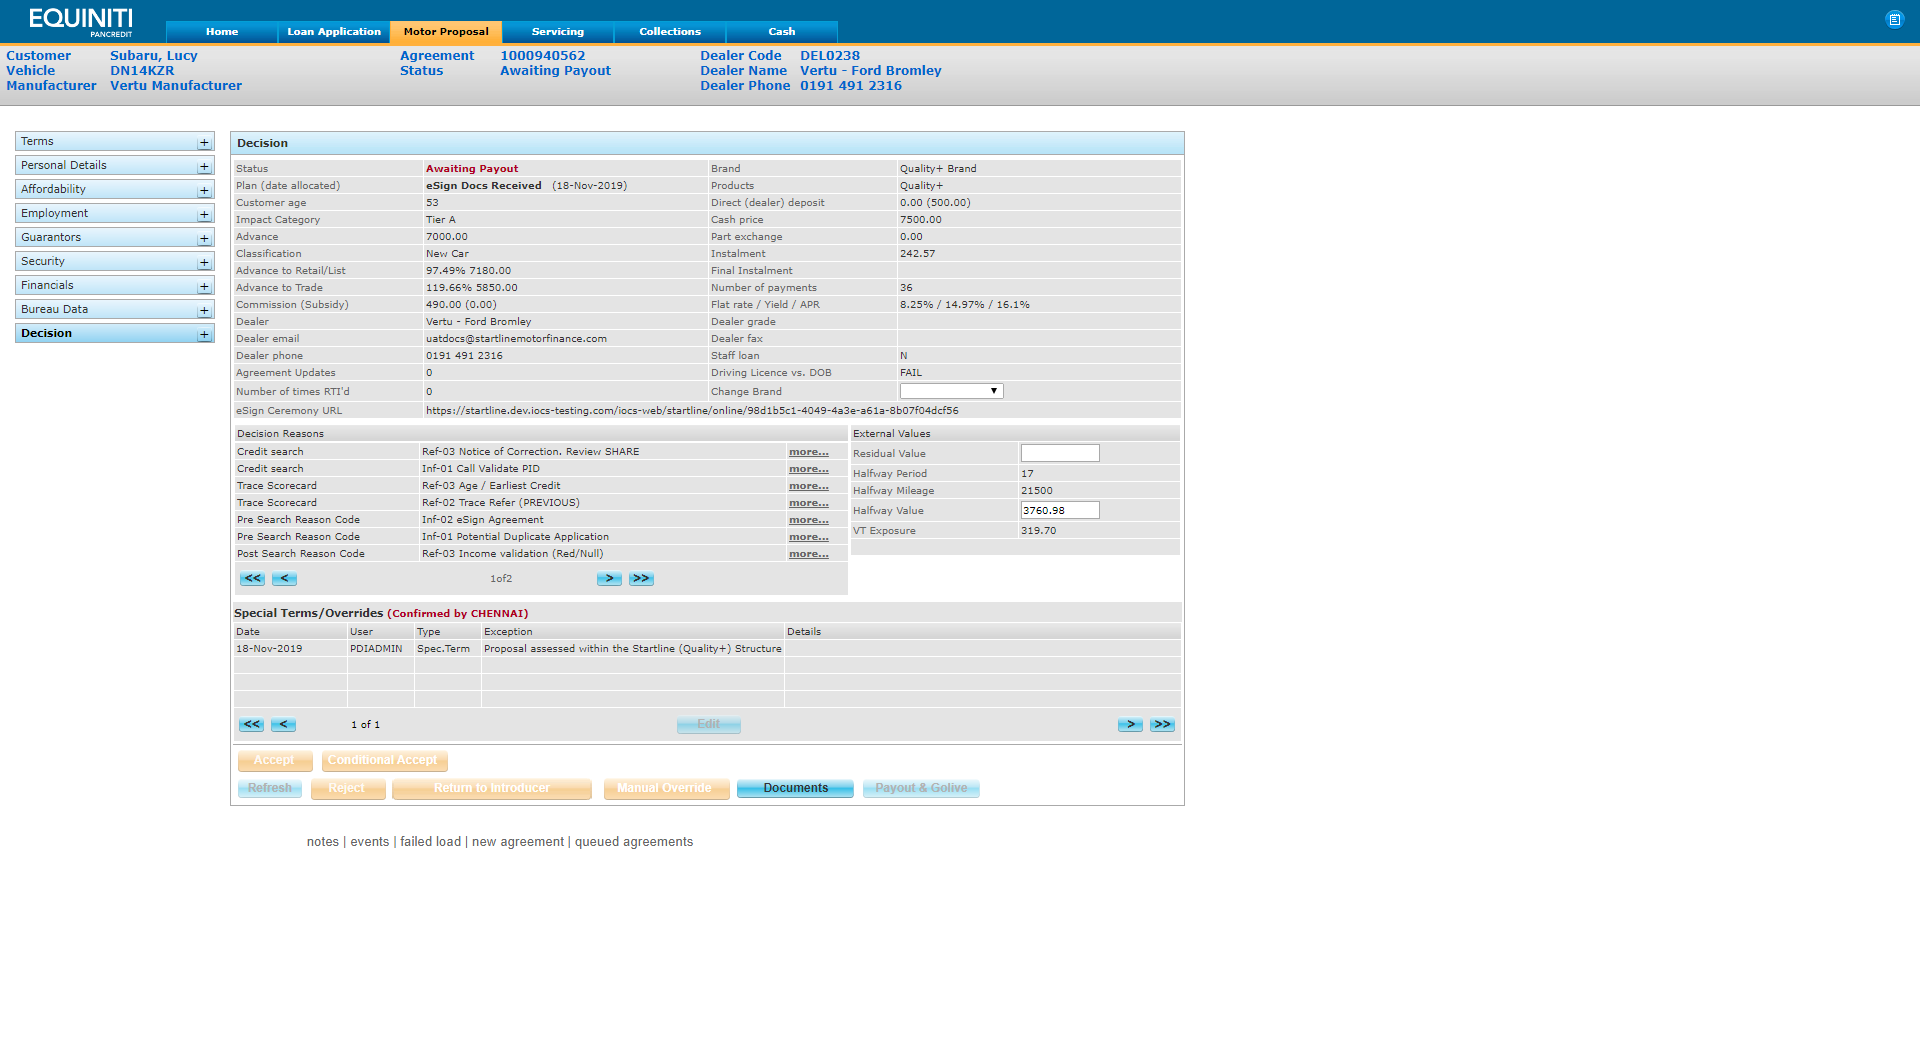 EQUINITI
PANCREDIT
Home Loan Application Motor Proposal Servicing Collections Cash
Customer Subaru, Lucy Agreement 1000940562 Dealer Code DEL0238
Vehicle DN14KZR Status Awaiting Payout Dealer Name Vertu - Ford Bromley
Manufacturer Vertu Manufacturer Dealer Phone 0191 491 2316
Terms +
Personal Details +
Affordability +
Employment +
Guarantors +
Security +
Financials +
Bureau Data +
Decision +
Decision
Status Awaiting Payout Brand Quality+ Brand
Plan (date allocated) eSign Docs Received (18-Nov-2019) Products Quality+
Customer age 53 Direct (dealer) deposit 0.00 (500.00)
Impact Category Tier A Cash price 7500.00
Advance 7000.00 Part exchange 0.00
Classification New Car Instalment 242.57
Advance to Retail/List 97.49% 7180.00 Final Instalment
Advance to Trade 119.66% 5850.00 Number of payments 36
Commission (Subsidy) 490.00 (0.00) Flat rate / Yield / APR 8.25% / 14.97% / 16.1%
Dealer Vertu - Ford Bromley Dealer grade
Dealer email uatdocs@startlinemotorfinance.com Dealer fax
Dealer phone 0191 491 2316 Staff loan N
Agreement Updates 0 Driving Licence vs. DOB FAIL
Number of times RTI'd 0 Change Brand
eSign Ceremony URL https://startline.dev.iocs-testing.com/iocs-web/startline/online/98d1b5c1-4049-4a3e-a61a-8b07f04dcf56
Decision Reasons
Credit search Ref-03 Notice of Correction. Review SHARE more...
Credit search Inf-01 Call Validate PID more...
Trace Scorecard Ref-03 Age / Earliest Credit more...
Trace Scorecard Ref-02 Trace Refer (PREVIOUS) more...
Pre Search Reason Code Inf-02 eSign Agreement more...
Pre Search Reason Code Inf-01 Potential Duplicate Application more...
Post Search Reason Code Ref-03 Income validation (Red/Null) more...
<< < 1of2 > >>
External Values
Residual Value
Halfway Period 17
Halfway Mileage 21500
Halfway Value 3760.98
VT Exposure 319.70
Special Terms/Overrides (Confirmed by CHENNAI)
Date User Type Exception Details
18-Nov-2019 PDIADMIN Spec.Term Proposal assessed within the Startline (Quality+) Structure
<< < 1 of 1 Edit > >>
Accept Conditional Accept
Refresh Reject Return to Introducer Manual Override Documents Payout & Golive
notes | events | failed load | new agreement | queued agreements